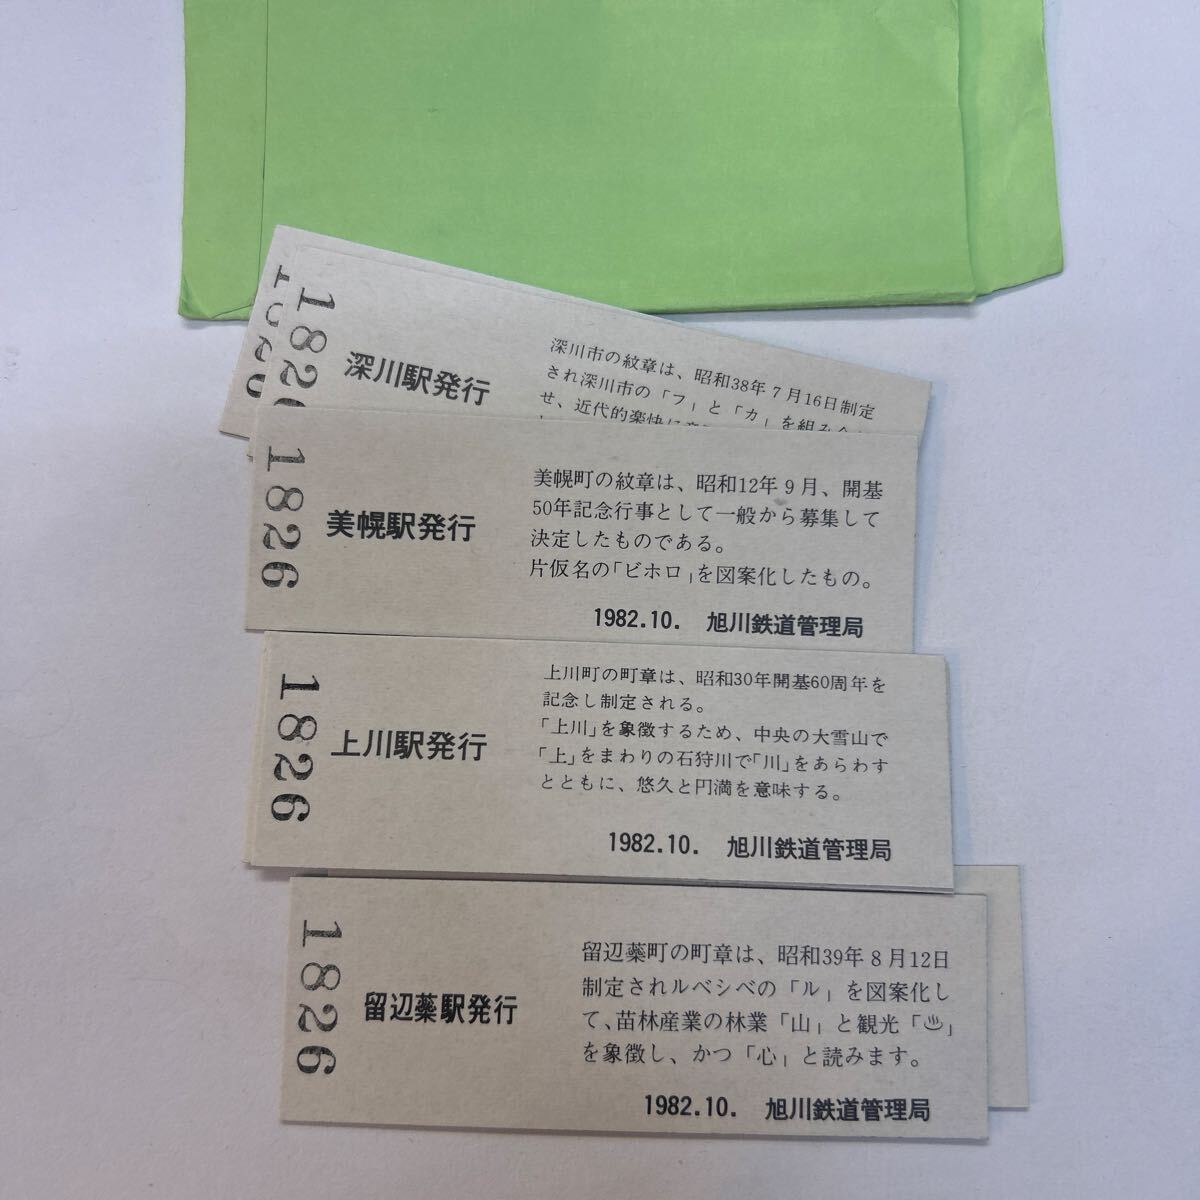 182
深川駅発行
深川市の紋章は、昭和38年7月16日制定
され深川市の「フ」と「カ」を組み合
せ、近代的楽快に
1826
美幌駅発行
美幌町の紋章は、昭和12年9月、開基
50年記念行事として一般から募集して
決定したものである。
片仮名の「ビホロ」を図案化したもの。
1982.10. 旭川鉄道管理局
1826
上川駅発行
上川町の町章は、昭和30年開基60周年を
記念し制定される。
「上川」を象徴するため、中央の大雪山で
「上」をまわりの石狩川で「川」をあらわす
とともに、悠久と円満を意味する。
1982.10. 旭川鉄道管理局
1826
留辺蘂駅発行
留辺蘂町の町章は、昭和39年8月12日
制定されルベシベの「ル」を図案化し
て、苗林産業の林業「山」と観光「♨」
を象徴し、かつ「心」と読みます。
1982.10. 旭川鉄道管理局